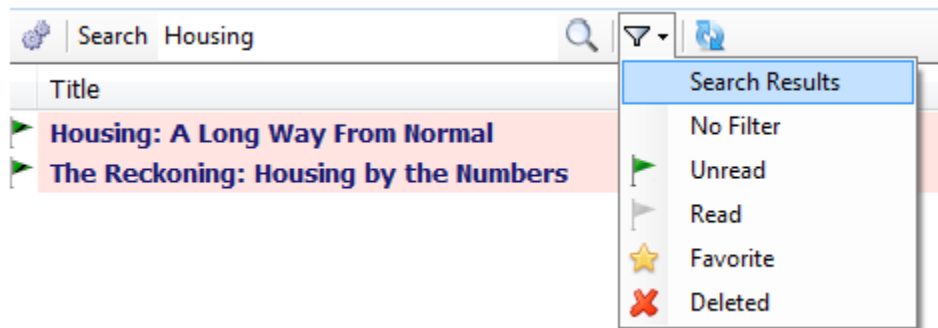 Search Housing
Title
Housing: A Long Way From Normal
The Reckoning: Housing by the Numbers
Search Results
No Filter
Unread
Read
Favorite
Deleted